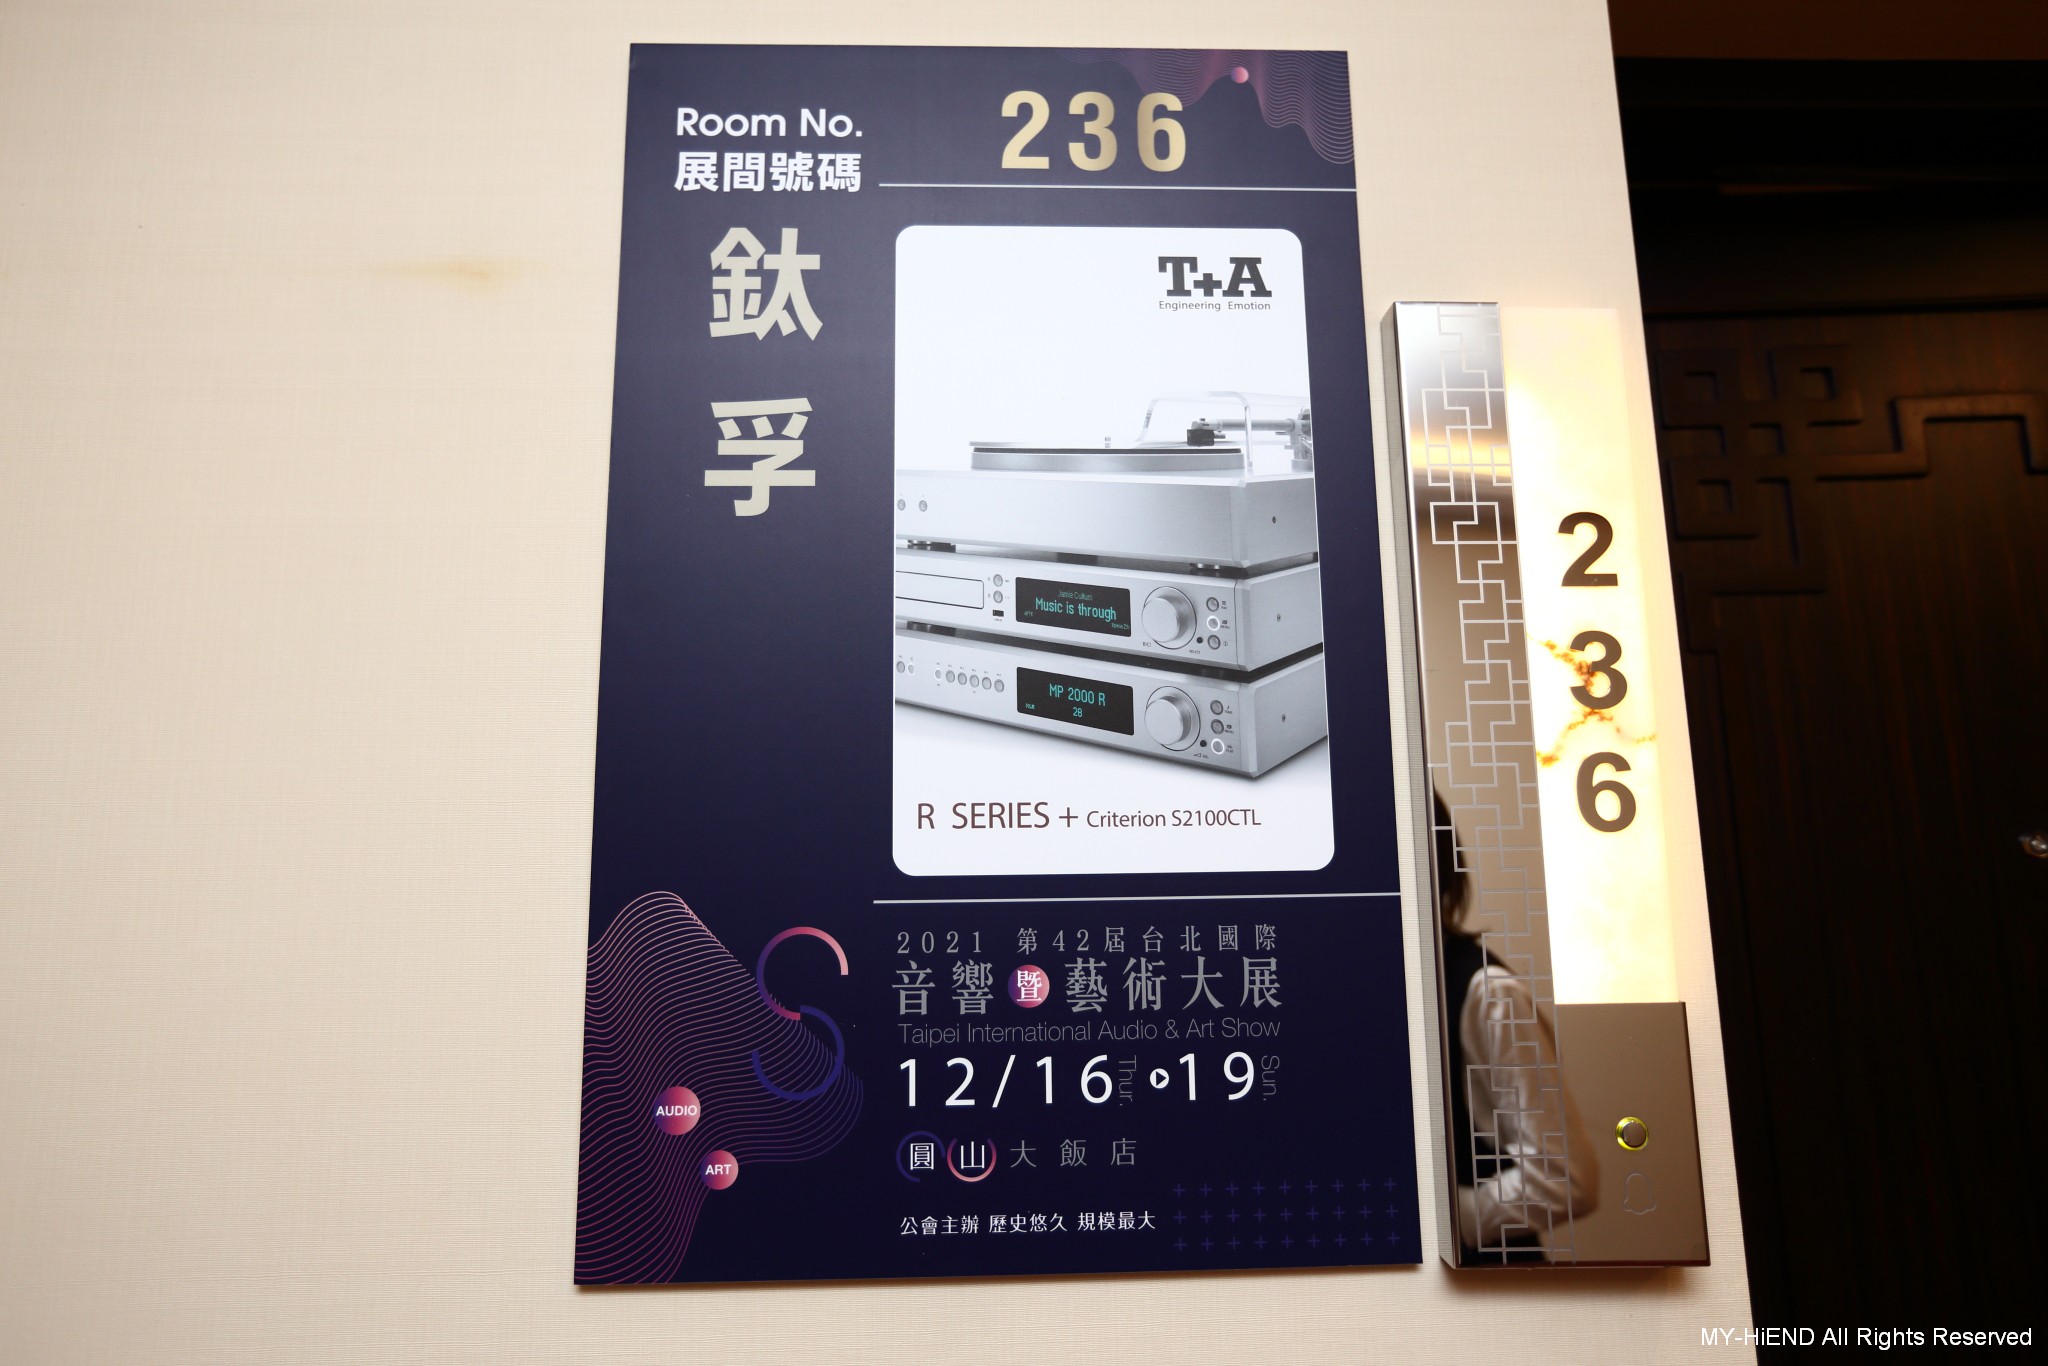 Room No.
展間號碼
236
鈦孚
T+A
Engineering Emotion
Music is through
MP 2000 R
28
R SERIES + Criterion S2100CTL
2021 第42屆台北國際
音響暨藝術大展
Taipei International Audio & Art Show
12/16 Thur. 19 Sun.
圓山大飯店
公會主辦 歷史悠久 規模最大
AUDIO
ART
2
3
6
MY-HiEND All Rights Reserved